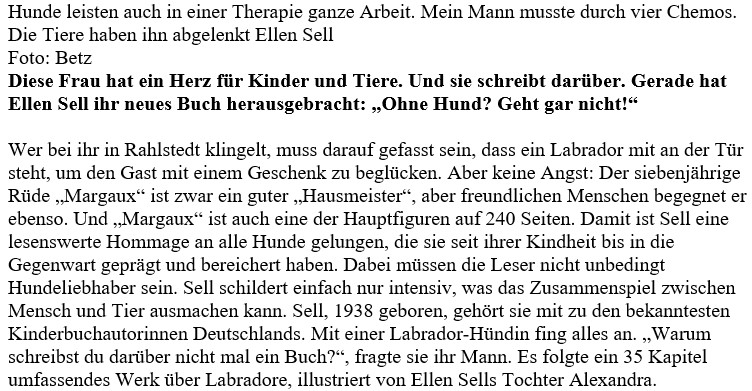 Hunde leisten auch in einer Therapie ganze Arbeit. Mein Mann musste durch vier Chemos.
Die Tiere haben ihn abgelenkt Ellen Sell
Foto: Betz
Diese Frau hat ein Herz für Kinder und Tiere. Und sie schreibt darüber. Gerade hat
Ellen Sell ihr neues Buch herausgebracht: „Ohne Hund? Geht gar nicht!“
Wer bei ihr in Rahlstedt klingelt, muss darauf gefasst sein, dass ein Labrador mit an der Tür
steht, um den Gast mit einem Geschenk zu beglücken. Aber keine Angst: Der siebenjährige
Rüde „Margaux“ ist zwar ein guter „Hausmeister“, aber freundlichen Menschen begegnet er
ebenso. Und „Margaux“ ist auch eine der Hauptfiguren auf 240 Seiten. Damit ist Sell eine
lesenswerte Hommage an alle Hunde gelungen, die sie seit ihrer Kindheit bis in die
Gegenwart geprägt und bereichert haben. Dabei müssen die Leser nicht unbedingt
Hundeliebhaber sein. Sell schildert einfach nur intensiv, was das Zusammenspiel zwischen
Mensch und Tier ausmachen kann. Sell, 1938 geboren, gehört sie mit zu den bekanntesten
Kinderbuchautorinnen Deutschlands. Mit einer Labrador-Hündin fing alles an. „Warum
schreibst du darüber nicht mal ein Buch?“, fragte sie ihr Mann. Es folgte ein 35 Kapitel
umfassendes Werk über Labradore, illustriert von Ellen Sells Tochter Alexandra.